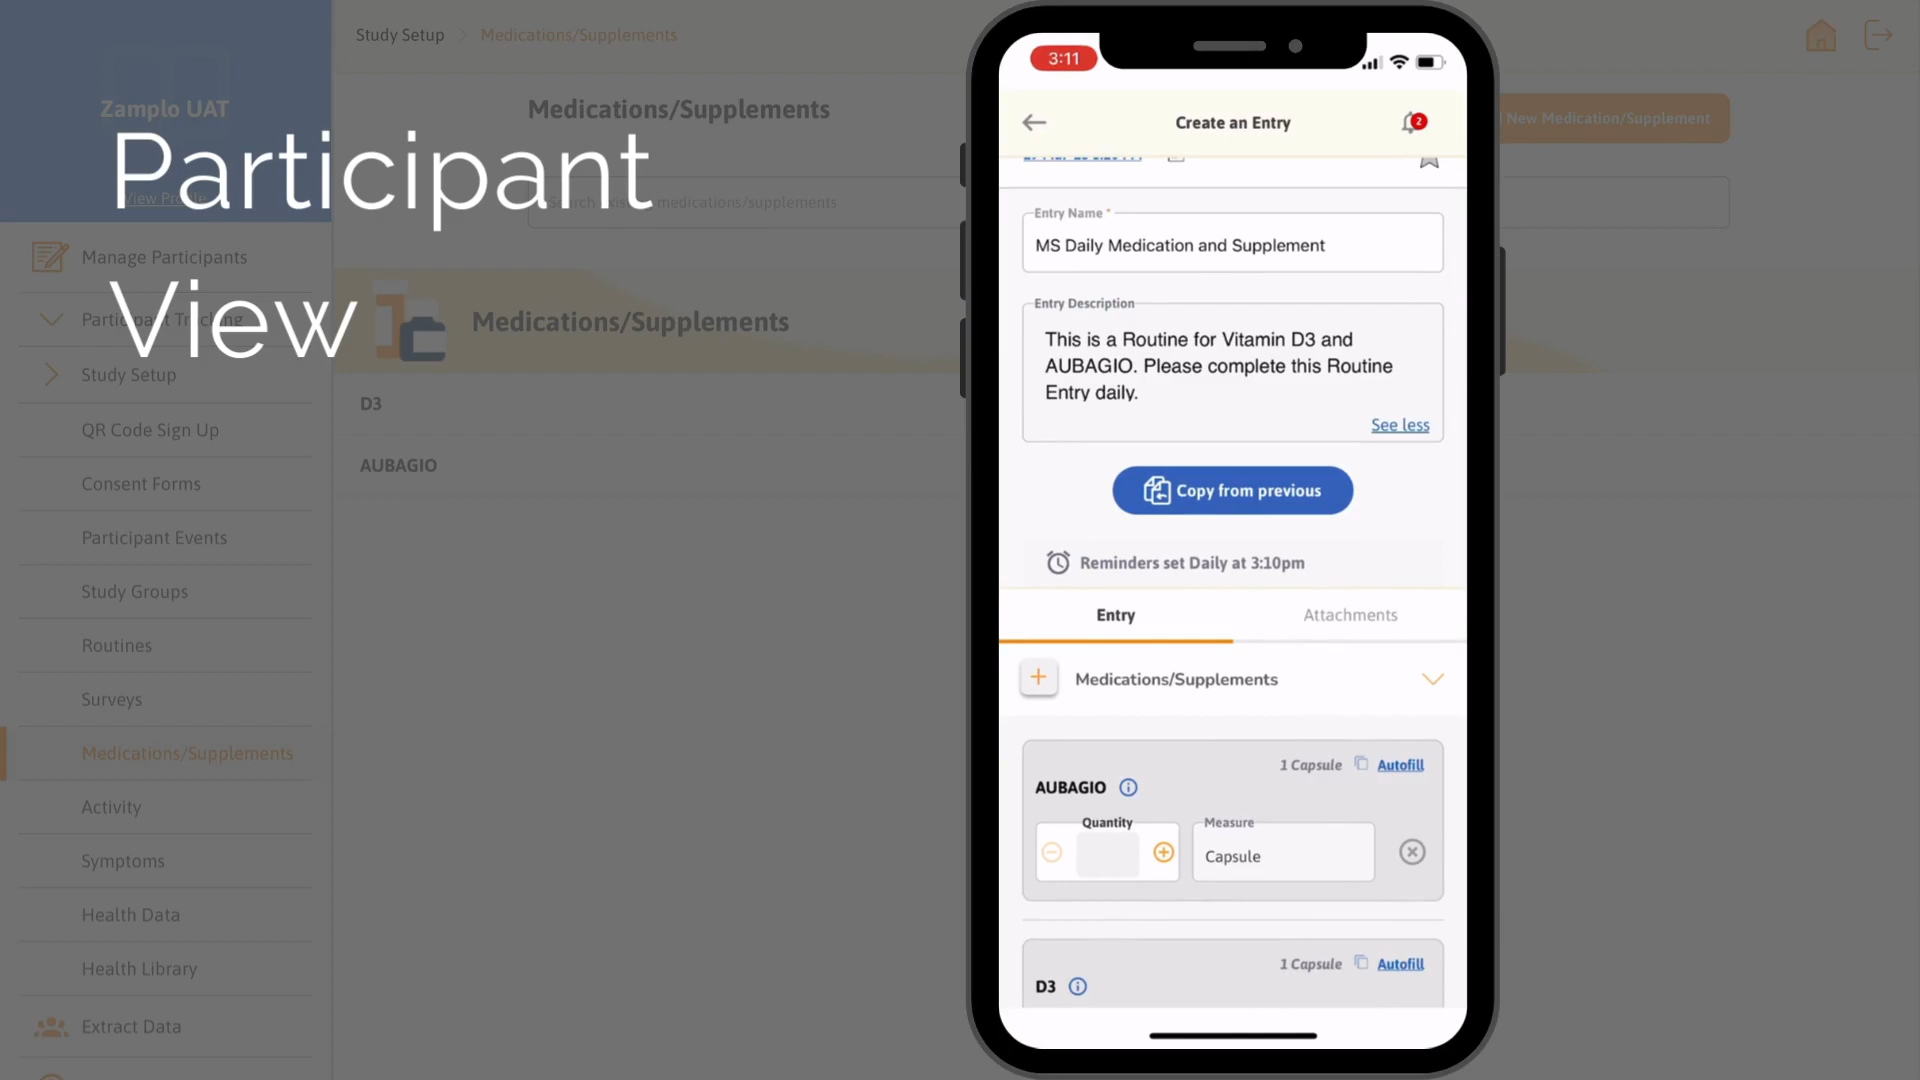 Study Setup > Medications/Supplements
Zamplo UAT
Medications/Supplements
New Medication/Supplement
Participant
View
medications/supplements
Manage Participants
Study Setup
QR Code Sign Up
Consent Forms
Participant Events
Study Groups
Routines
Surveys
Medications/Supplements
Activity
Symptoms
Health Data
Health Library
Extract Data
Medications/Supplements
D3
AUBAGIO
3:11
Create an Entry
2
Entry Name *
MS Daily Medication and Supplement
Entry Description
This is a Routine for Vitamin D3 and
AUBAGIO. Please complete this Routine
Entry daily.
See less
Copy from previous
Reminders set Daily at 3:10pm
Entry
Attachments
Medications/Supplements
1 Capsule Autofill
AUBAGIO
Quantity
Measure
Capsule
1 Capsule Autofill
D3